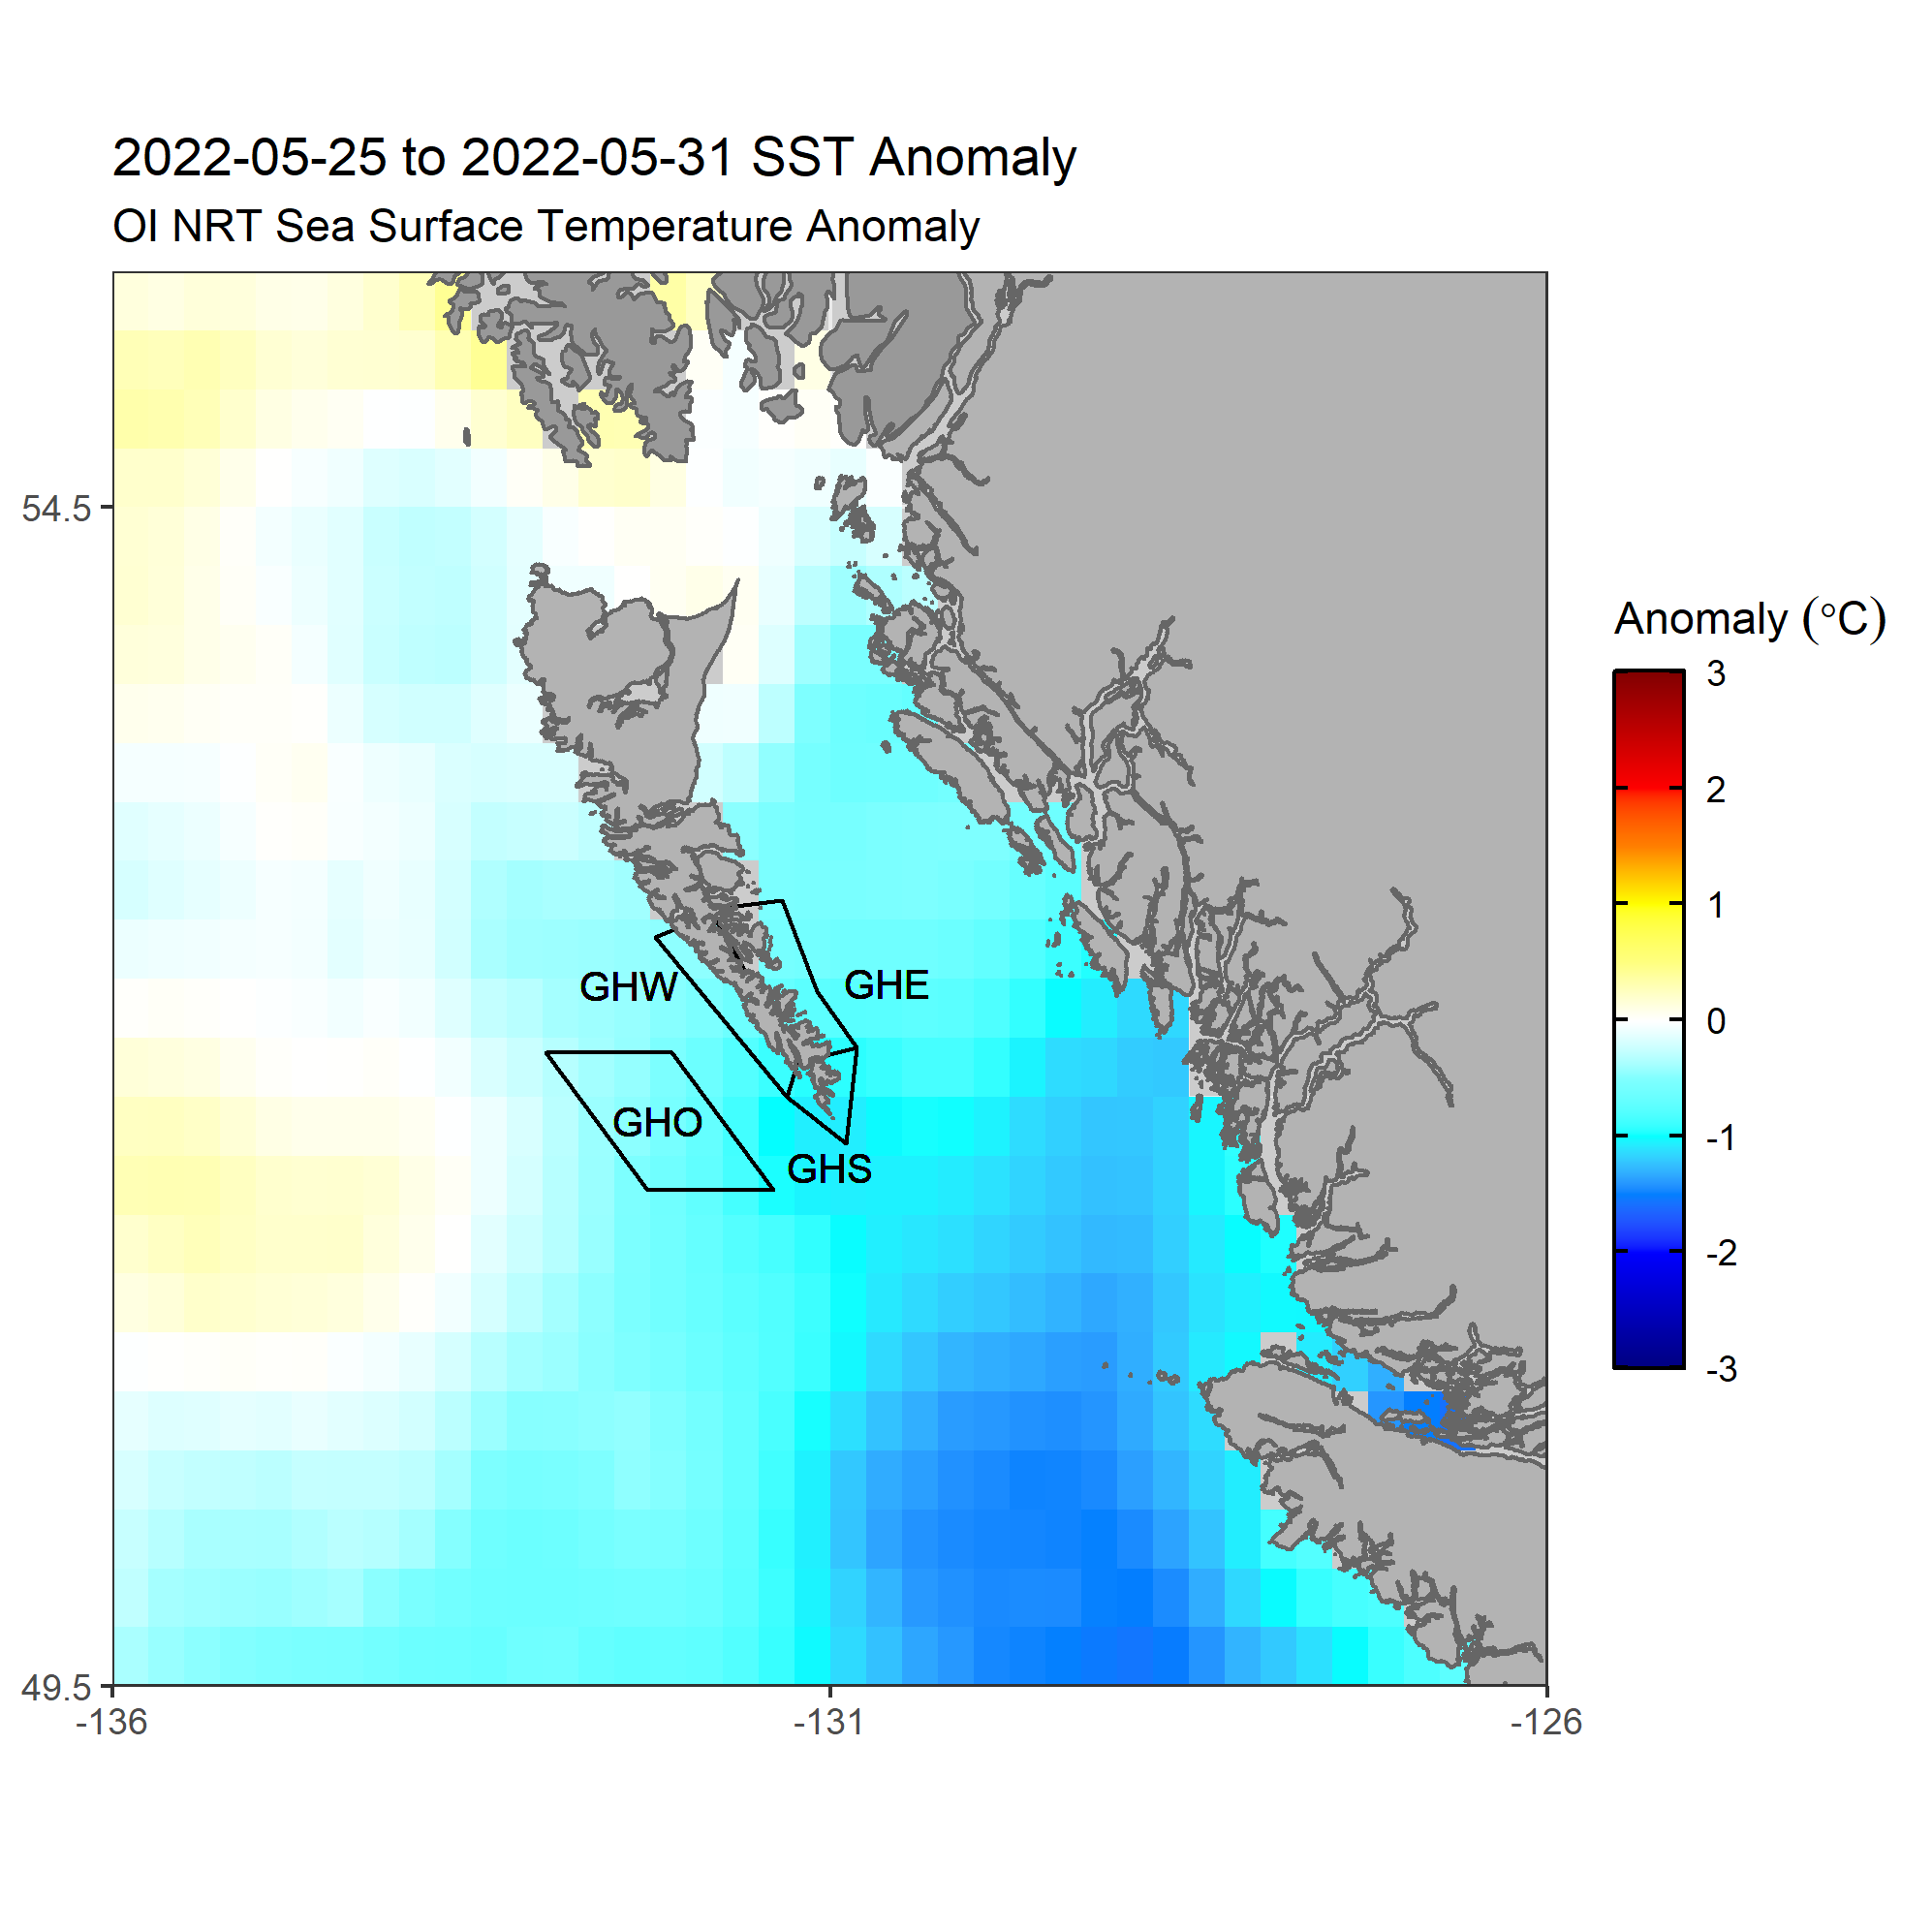 2022-05-25 to 2022-05-31 SST Anomaly
OI NRT Sea Surface Temperature Anomaly
54.5
49.5
-136
-131
-126
GHW
GHE
GHO
GHS
Anomaly (°C)
3
2
1
0
-1
-2
-3